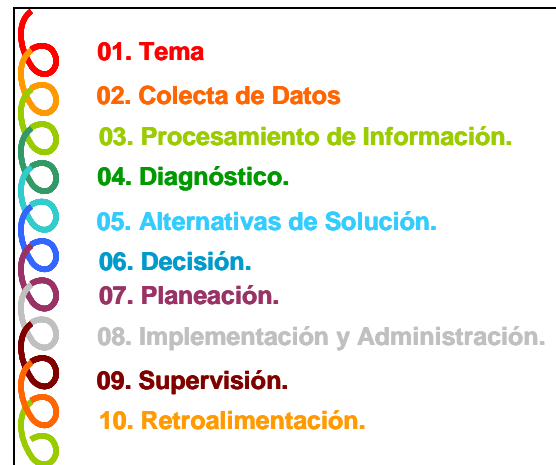 01. Tema
02. Colecta de Datos
03. Procesamiento de Información.
04. Diagnóstico.
05. Alternativas de Solución.
06. Decisión.
07. Planeación.
08. Implementación y Administración.
09. Supervisión.
10. Retroalimentación.